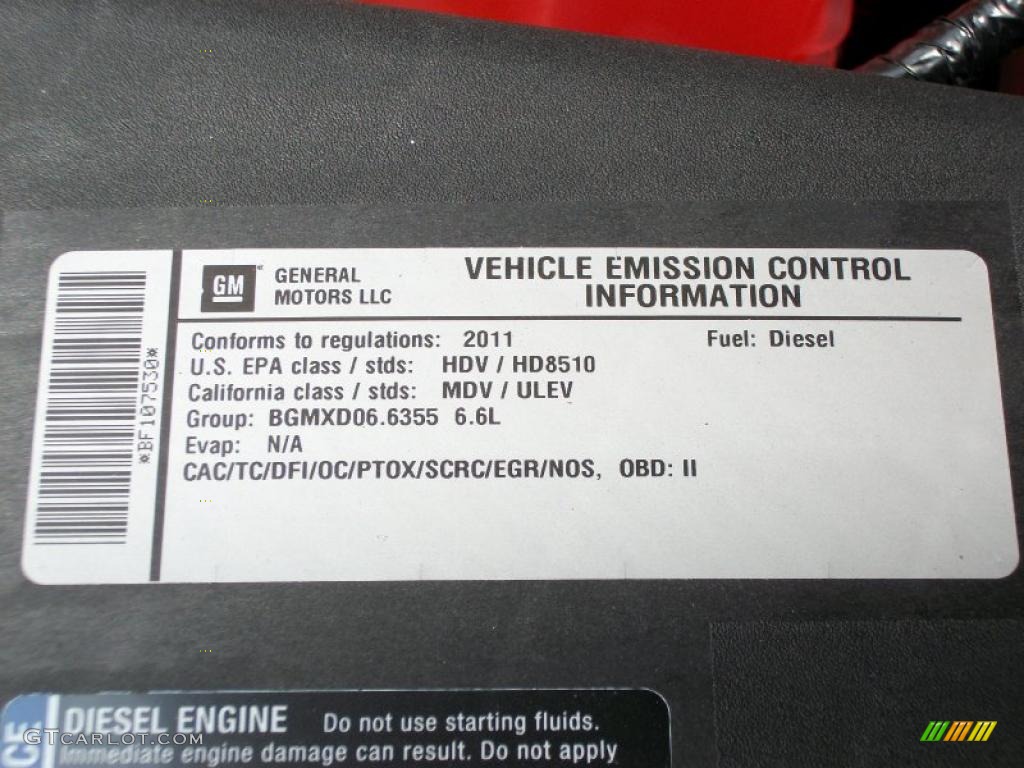 GM GENERAL MOTORS LLC
VEHICLE EMISSION CONTROL
INFORMATION
*BF107530*
Conforms to regulations: 2011 Fuel: Diesel
U.S. EPA class / stds: HDV / HD8510
California class / stds: MDV / ULEV
Group: BGMXD06.6355 6.6L
Evap: N/A
CAC/TC/DFI/OC/PTOX/SCRC/EGR/NOS, OBD: II
DIESEL ENGINE Do not use starting fluids.
Immediate engine damage can result. Do not apply
GTCARLOT.COM